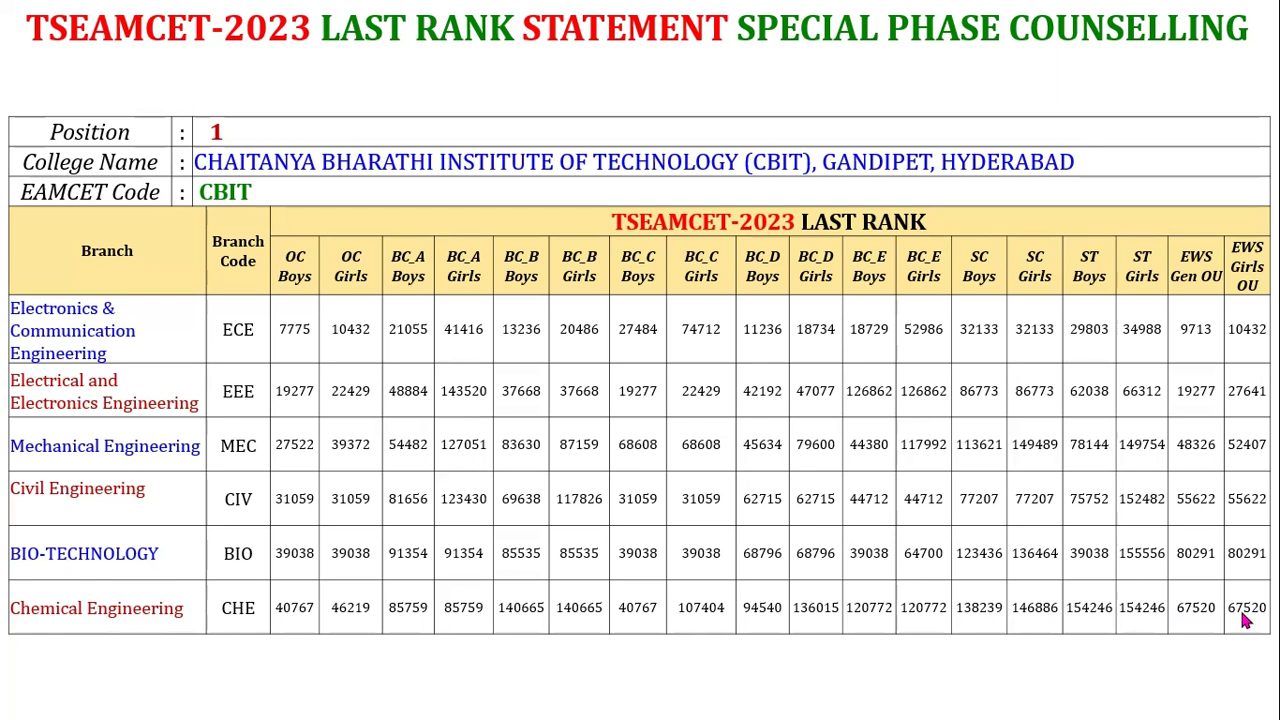 TSEAMCET-2023 LAST RANK STATEMENT SPECIAL PHASE COUNSELLING
Position : 1
College Name : CHAITANYA BHARATHI INSTITUTE OF TECHNOLOGY (CBIT), GANDIPET, HYDERABAD
EAMCET Code : CBIT
Branch Branch Code TSEAMCET-2023 LAST RANK
OC Boys OC Girls BC_A Boys BC_A Girls BC_B Boys BC_B Girls BC_C Boys BC_C Girls BC_D Boys BC_D Girls BC_E Boys BC_E Girls SC Boys SC Girls ST Boys ST Girls EWS Gen OU EWS Girls OU
Electronics & Communication Engineering ECE 7775 10432 21055 41416 13236 20486 27484 74712 11236 18734 18729 52986 32133 32133 29803 34988 9713 10432
Electrical and Electronics Engineering EEE 19277 22429 48884 143520 37668 37668 19277 22429 42192 47077 126862 126862 86773 86773 62038 66312 19277 27641
Mechanical Engineering MEC 27522 39372 54482 127051 83630 87159 68608 68608 45634 79600 44380 117992 113621 149489 78144 149754 48326 52407
Civil Engineering CIV 31059 31059 81656 123430 69638 117826 31059 31059 62715 62715 44712 44712 77207 77207 75752 152482 55622 55622
BIO-TECHNOLOGY BIO 39038 39038 91354 91354 85535 85535 39038 39038 68796 68796 39038 64700 123436 136464 39038 155556 80291 80291
Chemical Engineering CHE 40767 46219 85759 85759 140665 140665 40767 107404 94540 136015 120772 120772 138239 146886 154246 154246 67520 67520